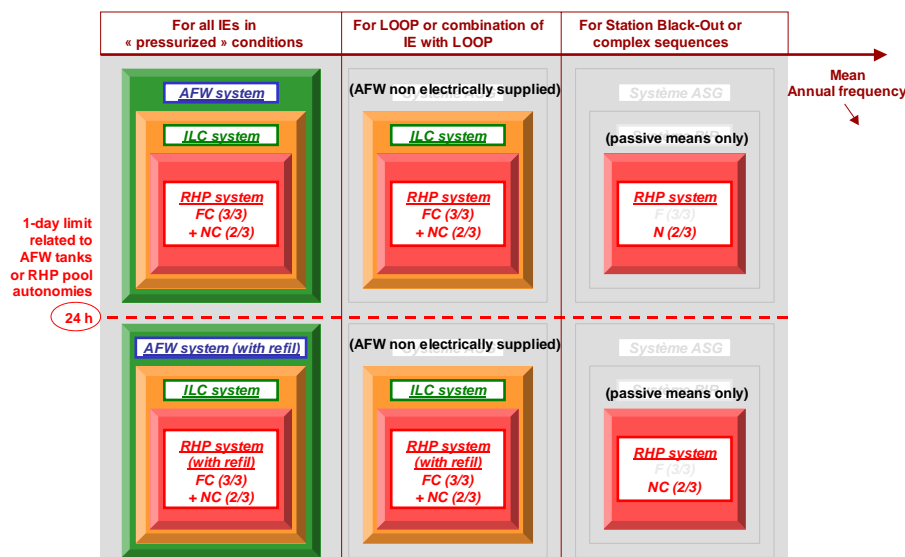 For all IEs in
« pressurized » conditions
For LOOP or combination of
IE with LOOP
For Station Black-Out or
complex sequences
Mean
Annual frequency
AFW system
ILC system
RHP system
FC (3/3)
+ NC (2/3)
(AFW non electrically supplied)
ILC system
RHP system
FC (3/3)
+ NC (2/3)
Système ASG
(passive means only)
RHP system
F (3/3)
N (2/3)
1-day limit
related to
AFW tanks
or RHP pool
autonomies
24 h
AFW system (with refil)
ILC system
RHP system
(with refil)
FC (3/3)
+ NC (2/3)
(AFW non electrically supplied)
ILC system
RHP system
(with refil)
FC (3/3)
+ NC (2/3)
Système ASG
(passive means only)
RHP system
F (3/3)
NC (2/3)